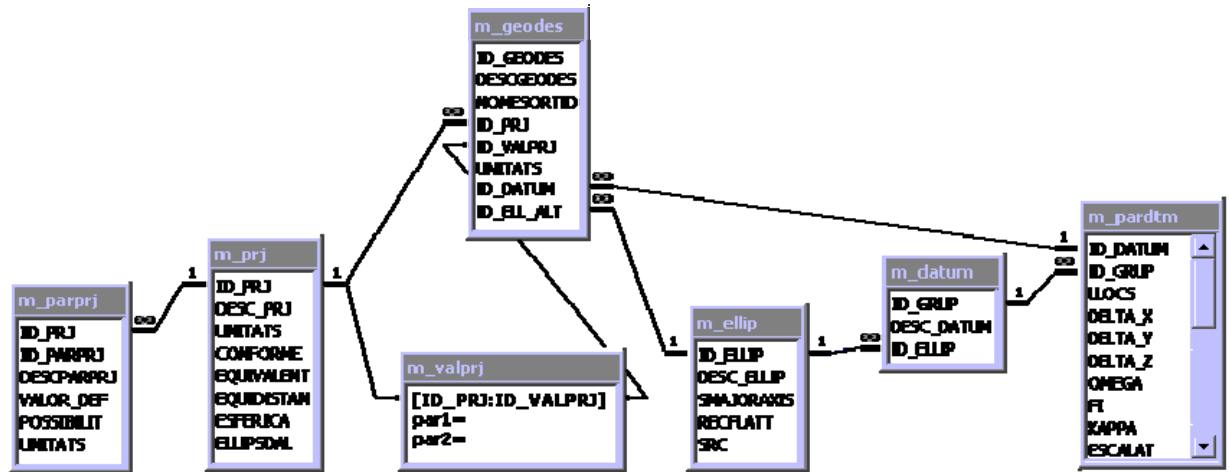 m_geodes
ID_GEODES
DESCGEODES
NOMESORTID
ID_PRJ
ID_VALPRJ
UNITATS
ID_DATUM
ID_ELL_ALT
∞
∞
∞
m_parprj
ID_PRJ
ID_PARPRJ
DESCPARPRJ
VALOR_DEF
POSSIBILIT
UNITATS
∞
1
m_prj
ID_PRJ
DESC_PRJ
UNITATS
CONFORME
EQUIVALENT
EQUIDISTAN
ESFERICA
ELLIPSDAL
1
m_valprj
[ID_PRJ:ID_VALPRJ]
par1=
par2=
1
m_ellip
ID_ELLIP
DESC_ELLIP
SMAJORAXIS
RECFLATT
SRC
1
∞
m_datum
ID_GRUP
DESC_DATUM
ID_ELLIP
1
1
∞
m_pardtm
ID_DATUM
ID_GRUP
LLOCS
DELTA_X
DELTA_Y
DELTA_Z
OMEGA
FI
KAPPA
ESCALAT